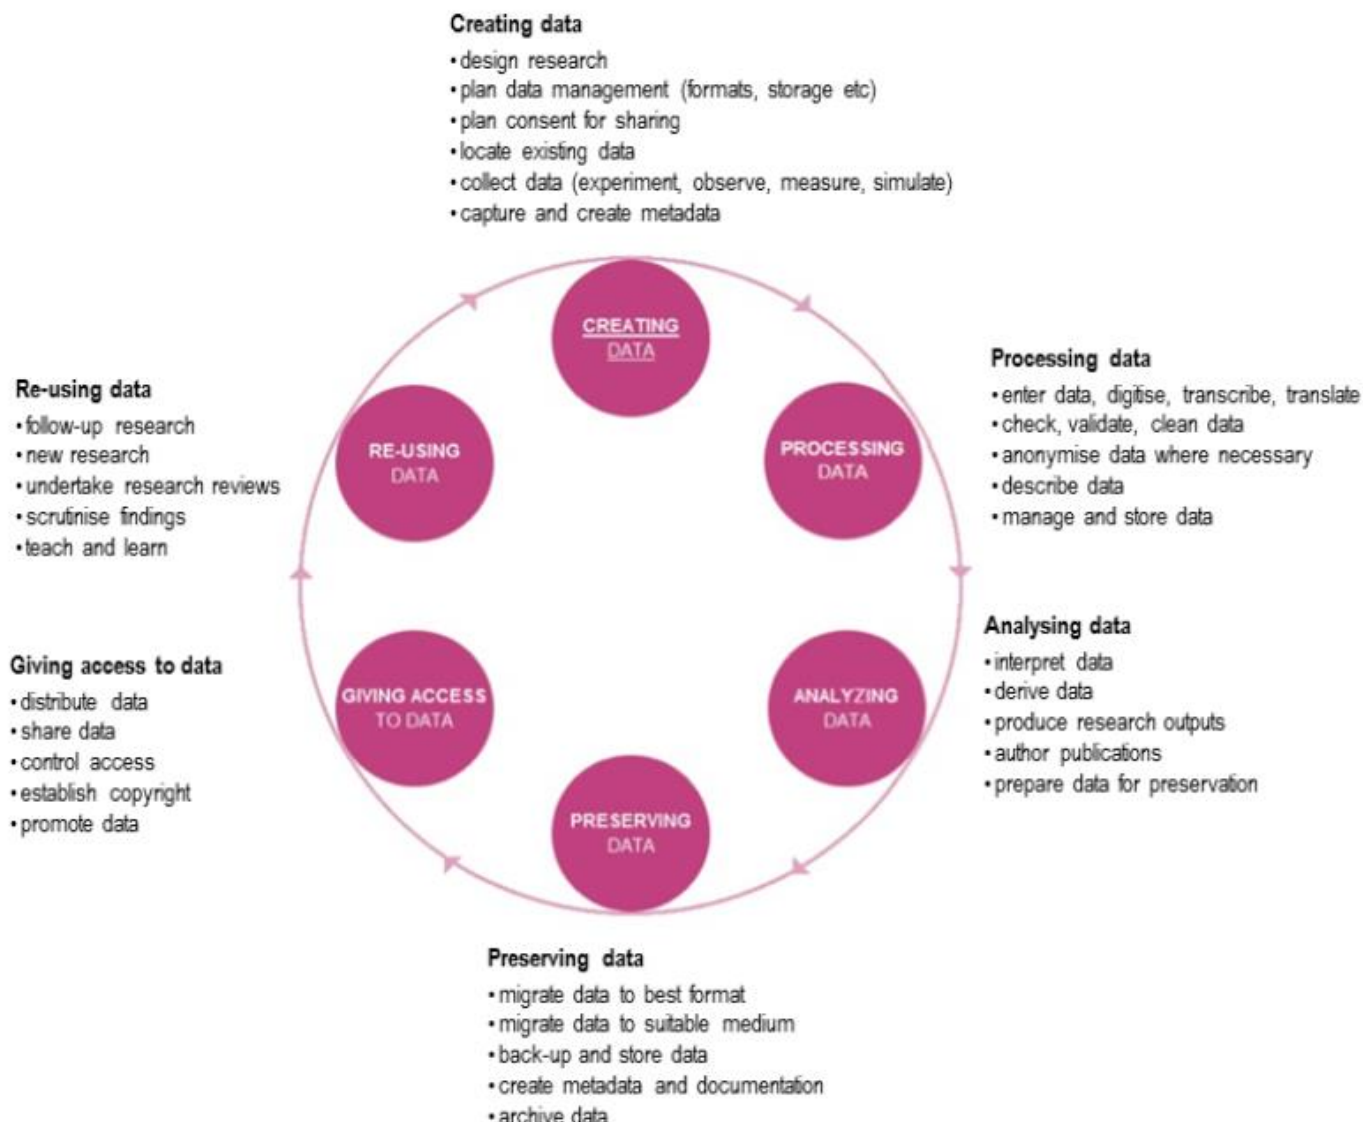 Creating data
• design research
• plan data management (formats, storage etc)
• plan consent for sharing
• locate existing data
• collect data (experiment, observe, measure, simulate)
• capture and create metadata
CREATING
DATA
Processing data
• enter data, digitise, transcribe, translate
• check, validate, clean data
• anonymise data where necessary
• describe data
• manage and store data
PROCESSING
DATA
Analysing data
• interpret data
• derive data
• produce research outputs
• author publications
• prepare data for preservation
ANALYZING
DATA
PRESERVING
DATA
Preserving data
• migrate data to best format
• migrate data to suitable medium
• back-up and store data
• create metadata and documentation
• archive data
Giving access to data
• distribute data
• share data
• control access
• establish copyright
• promote data
GIVING ACCESS
TO DATA
Re-using data
• follow-up research
• new research
• undertake research reviews
• scrutinise findings
• teach and learn
RE-USING
DATA